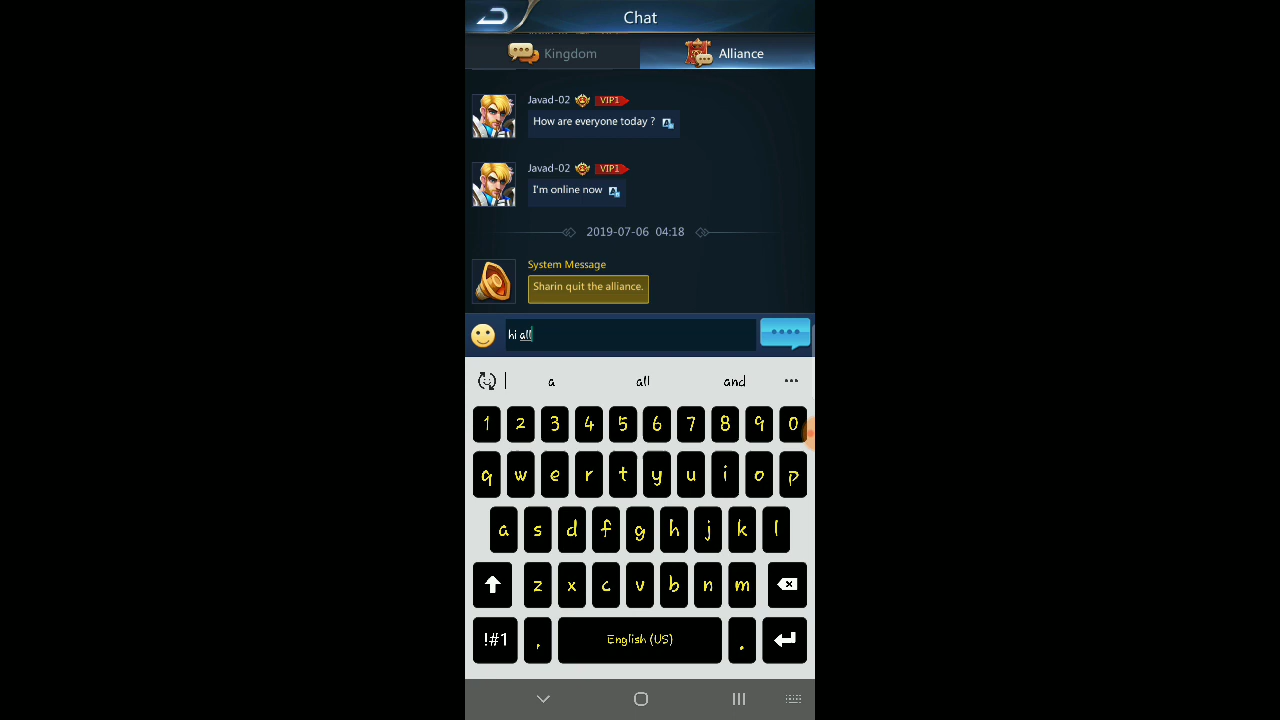 Chat
Kingdom
Alliance
Javad-02 VIP1
How are everyone today ?
Javad-02 VIP1
I'm online now
2019-07-06 04:18
System Message
Sharin quit the alliance.
hi all
a all and
1 2 3 4 5 6 7 8 9 0
q w e r t y u i o p
a s d f g h j k l
z x c v b n m
!#1 , English (US) .